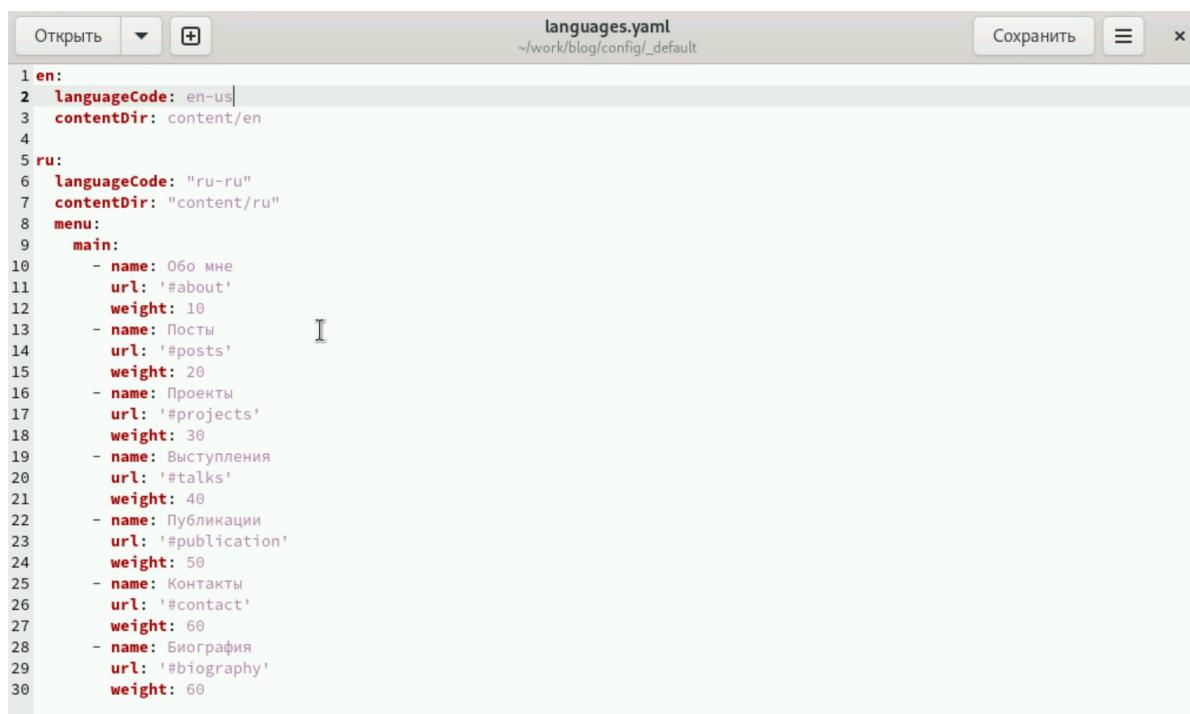 Открыть
languages.yaml
~/work/blog/config/_default
Сохранить
1 en:
2   languageCode: en-us
3   contentDir: content/en
4
5 ru:
6   languageCode: "ru-ru"
7   contentDir: "content/ru"
8   menu:
9     main:
10       - name: Обо мне
11         url: '#about'
12         weight: 10
13       - name: Посты
14         url: '#posts'
15         weight: 20
16       - name: Проекты
17         url: '#projects'
18         weight: 30
19       - name: Выступления
20         url: '#talks'
21         weight: 40
22       - name: Публикации
23         url: '#publication'
24         weight: 50
25       - name: Контакты
26         url: '#contact'
27         weight: 60
28       - name: Биография
29         url: '#biography'
30         weight: 60